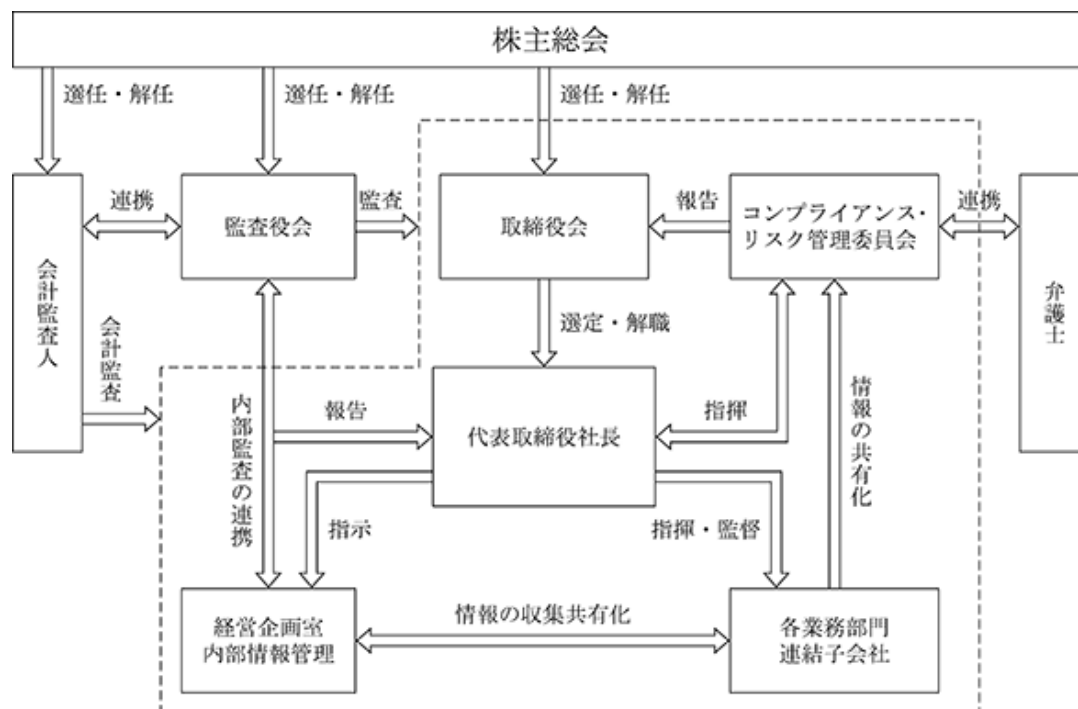 株主総会
選任・解任
選任・解任
選任・解任
連携
監査役会
監査
取締役会
報告
コンプライアンス・
リスク管理委員会
連携
会計監査人
会計監査
選定・解職
弁護士
内部監査の連携
報告
代表取締役社長
指揮
情報の共有化
指示
指揮・監督
経営企画室
内部情報管理
情報の収集共有化
各業務部門
連結子会社